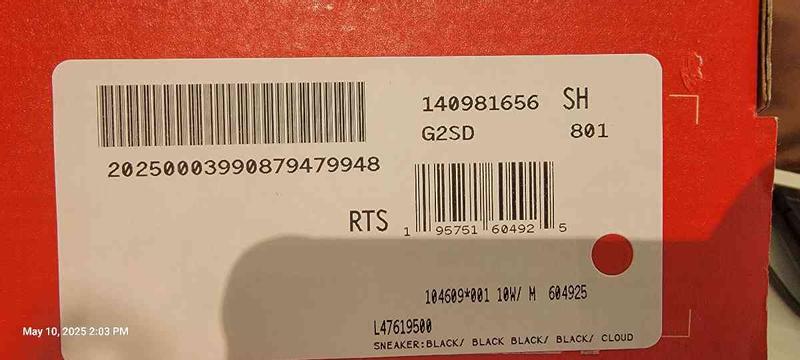 140981656 SH
G2SD 801
20250003990879479948
RTS
1 95751 60492 5
104609*001 10W/ M 604925
L47619500
SNEAKER:BLACK/ BLACK BLACK/ BLACK/ CLOUD
May 10, 2025 2:03 PM